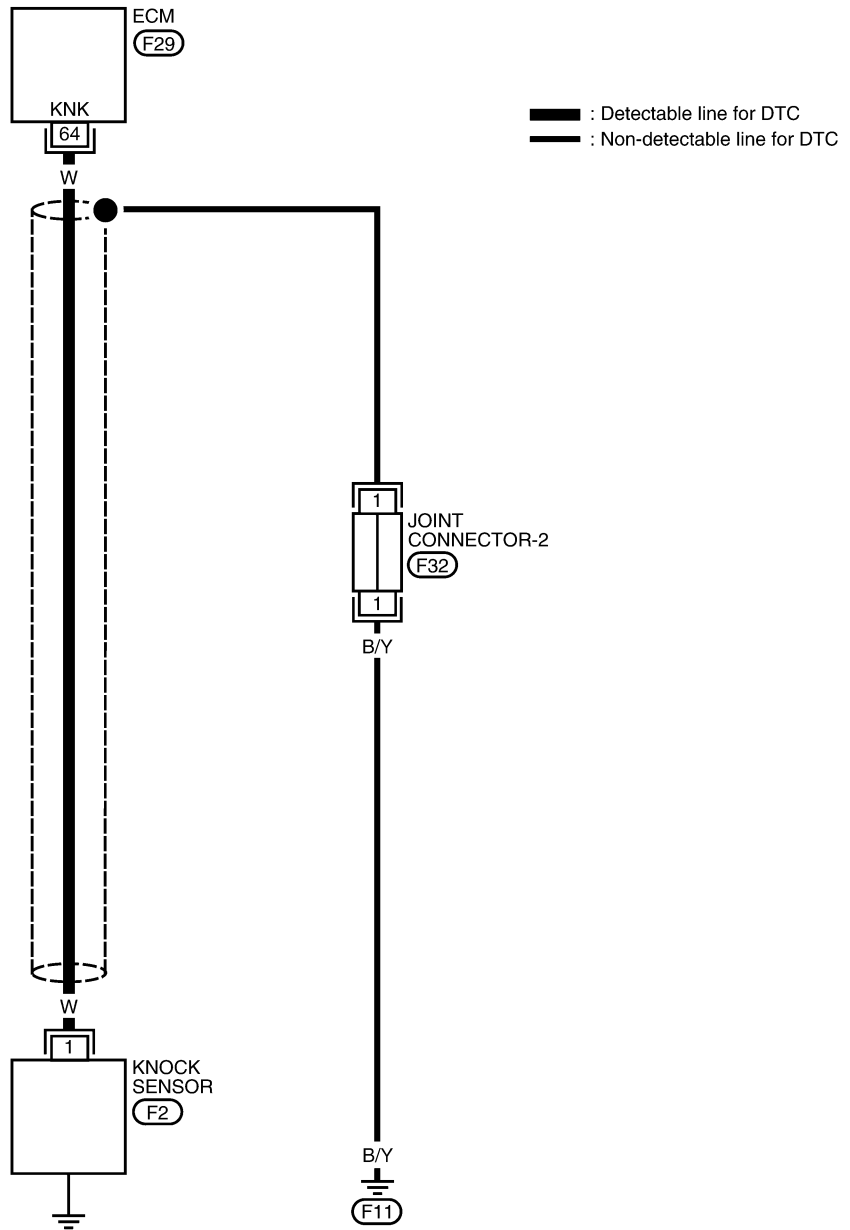 ECM
F29
KNK
64
W
: Detectable line for DTC
: Non-detectable line for DTC
1
JOINT
CONNECTOR-2
F32
1
B/Y
W
1
KNOCK
SENSOR
F2
B/Y
F11